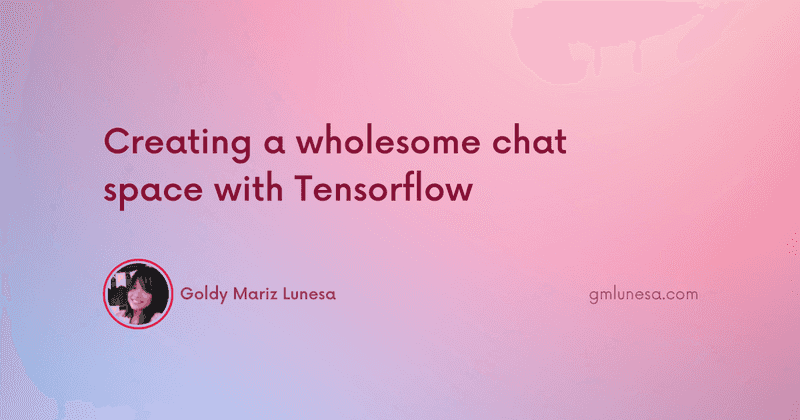 Creating a wholesome chat
space with Tensorflow
Goldy Mariz Lunesa
gmlunesa.com